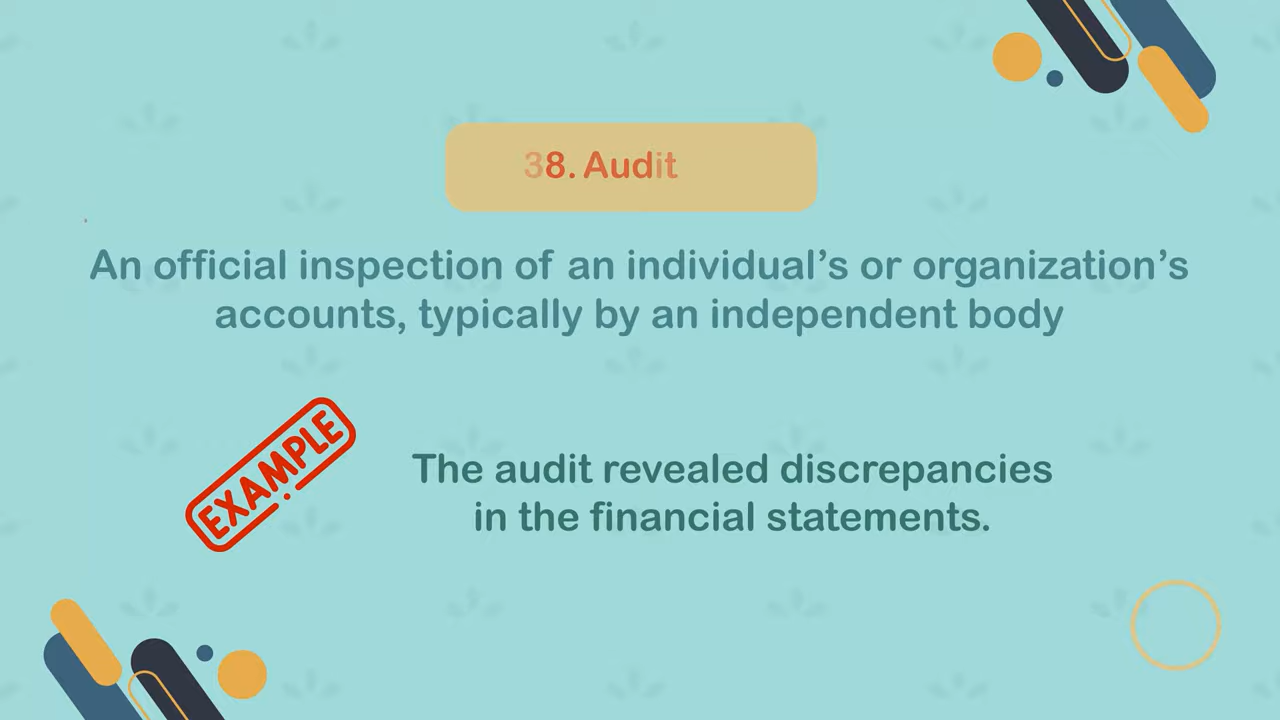 38. Audit
An official inspection of an individual’s or organization’s
accounts, typically by an independent body
EXAMPLE
The audit revealed discrepancies
in the financial statements.